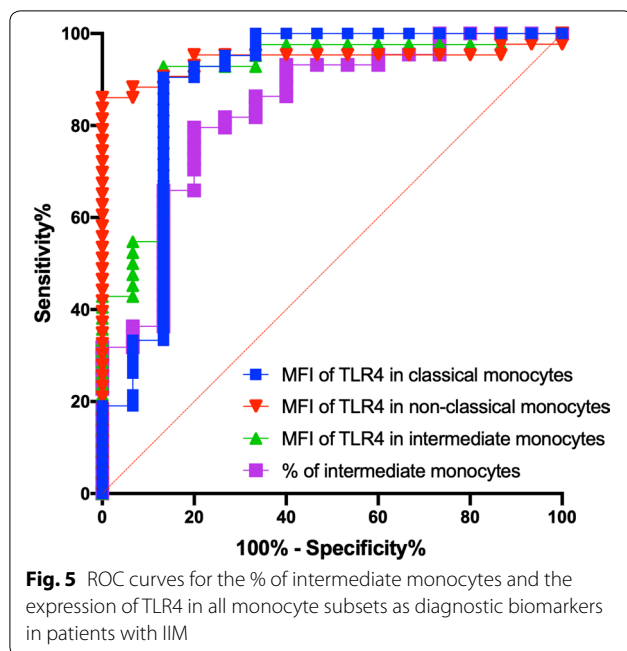 100
80
60
40
20
0
Sensitivity%
MFI of TLR4 in classical monocytes
MFI of TLR4 in non-classical monocytes
MFI of TLR4 in intermediate monocytes
% of intermediate monocytes
0 20 40 60 80 100
100% - Specificity%
Fig. 5 ROC curves for the % of intermediate monocytes and the
expression of TLR4 in all monocyte subsets as diagnostic biomarkers
in patients with IIM